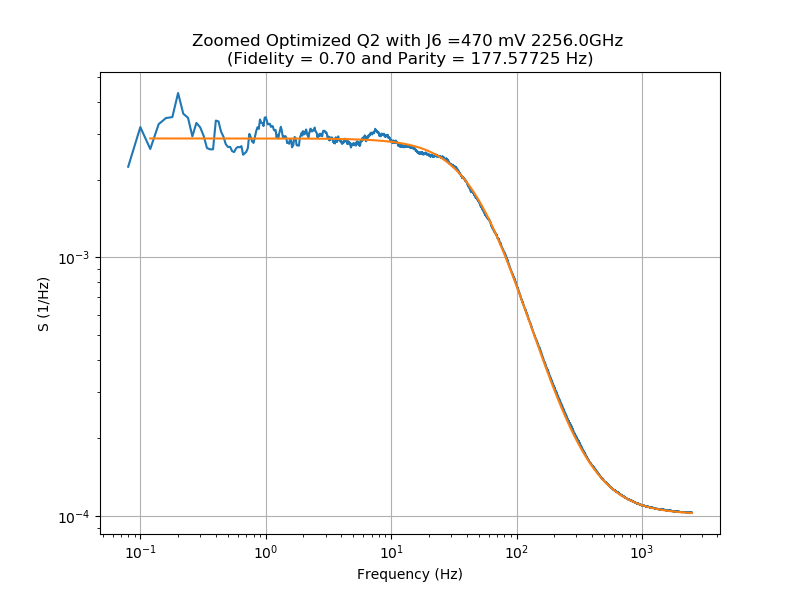 Zoomed Optimized Q2 with J6 =470 mV 2256.0GHz
(Fidelity = 0.70 and Parity = 177.57725 Hz)
S (1/Hz)
10⁻³
10⁻⁴
10⁻¹ 10⁰ 10¹ 10² 10³
Frequency (Hz)